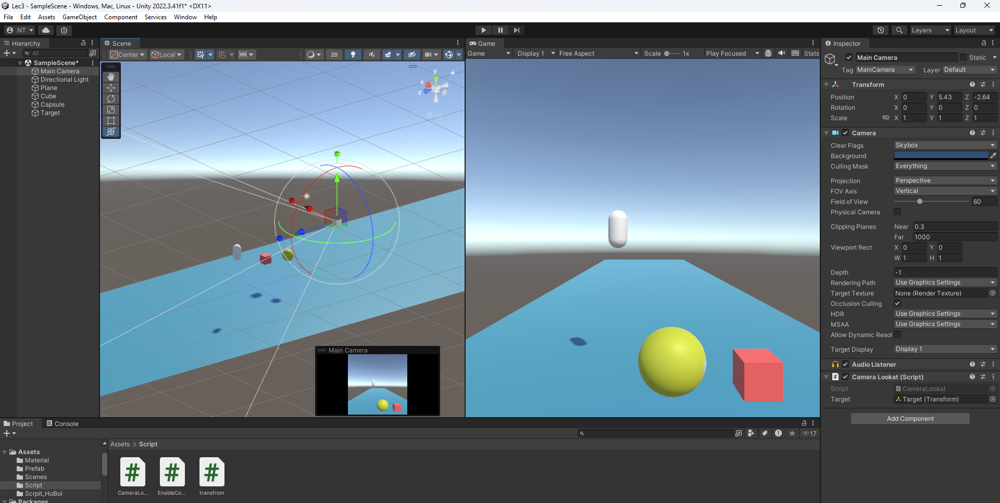 Lec3 - SampleScene - Windows, Mac, Linux - Unity 2022.3.41f1* <DX11>
File Edit Assets GameObject Component Services Window Help
NT
Layers
Layout
Hierarchy
All
SampleScene*
Main Camera
Directional Light
Plane
Cube
Capsule
Target
Scene
Center
Local
2D
y
x
z
Main Camera
Game
Game Display 1 Free Aspect Scale 1x Play Focused Stats
Inspector
Main Camera Static
Tag MainCamera Layer Default
Transform
Position X 0 Y 5.43 Z -2.64
Rotation X 0 Y 0 Z 0
Scale X 1 Y 1 Z 1
Camera
Clear Flags Skybox
Background
Culling Mask Everything
Projection Perspective
FOV Axis Vertical
Field of View 60
Physical Camera
Clipping Planes Near 0.3
Far 1000
Viewport Rect X 0 Y 0
W 1 H 1
Depth -1
Rendering Path Use Graphics Settings
Target Texture None (Render Texture)
Occlusion Culling
HDR Use Graphics Settings
MSAA Use Graphics Settings
Allow Dynamic Resol
Target Display Display 1
Audio Listener
# Camera Lookat (Script)
Script CameraLookat
Target Target (Transform)
Add Component
Project Console
17
Assets
Material
Prefab
Scenes
Script
Scrpit_HoBoi
Packages
Assets > Script
# # #
CameraLo... EnableCo... transfrom